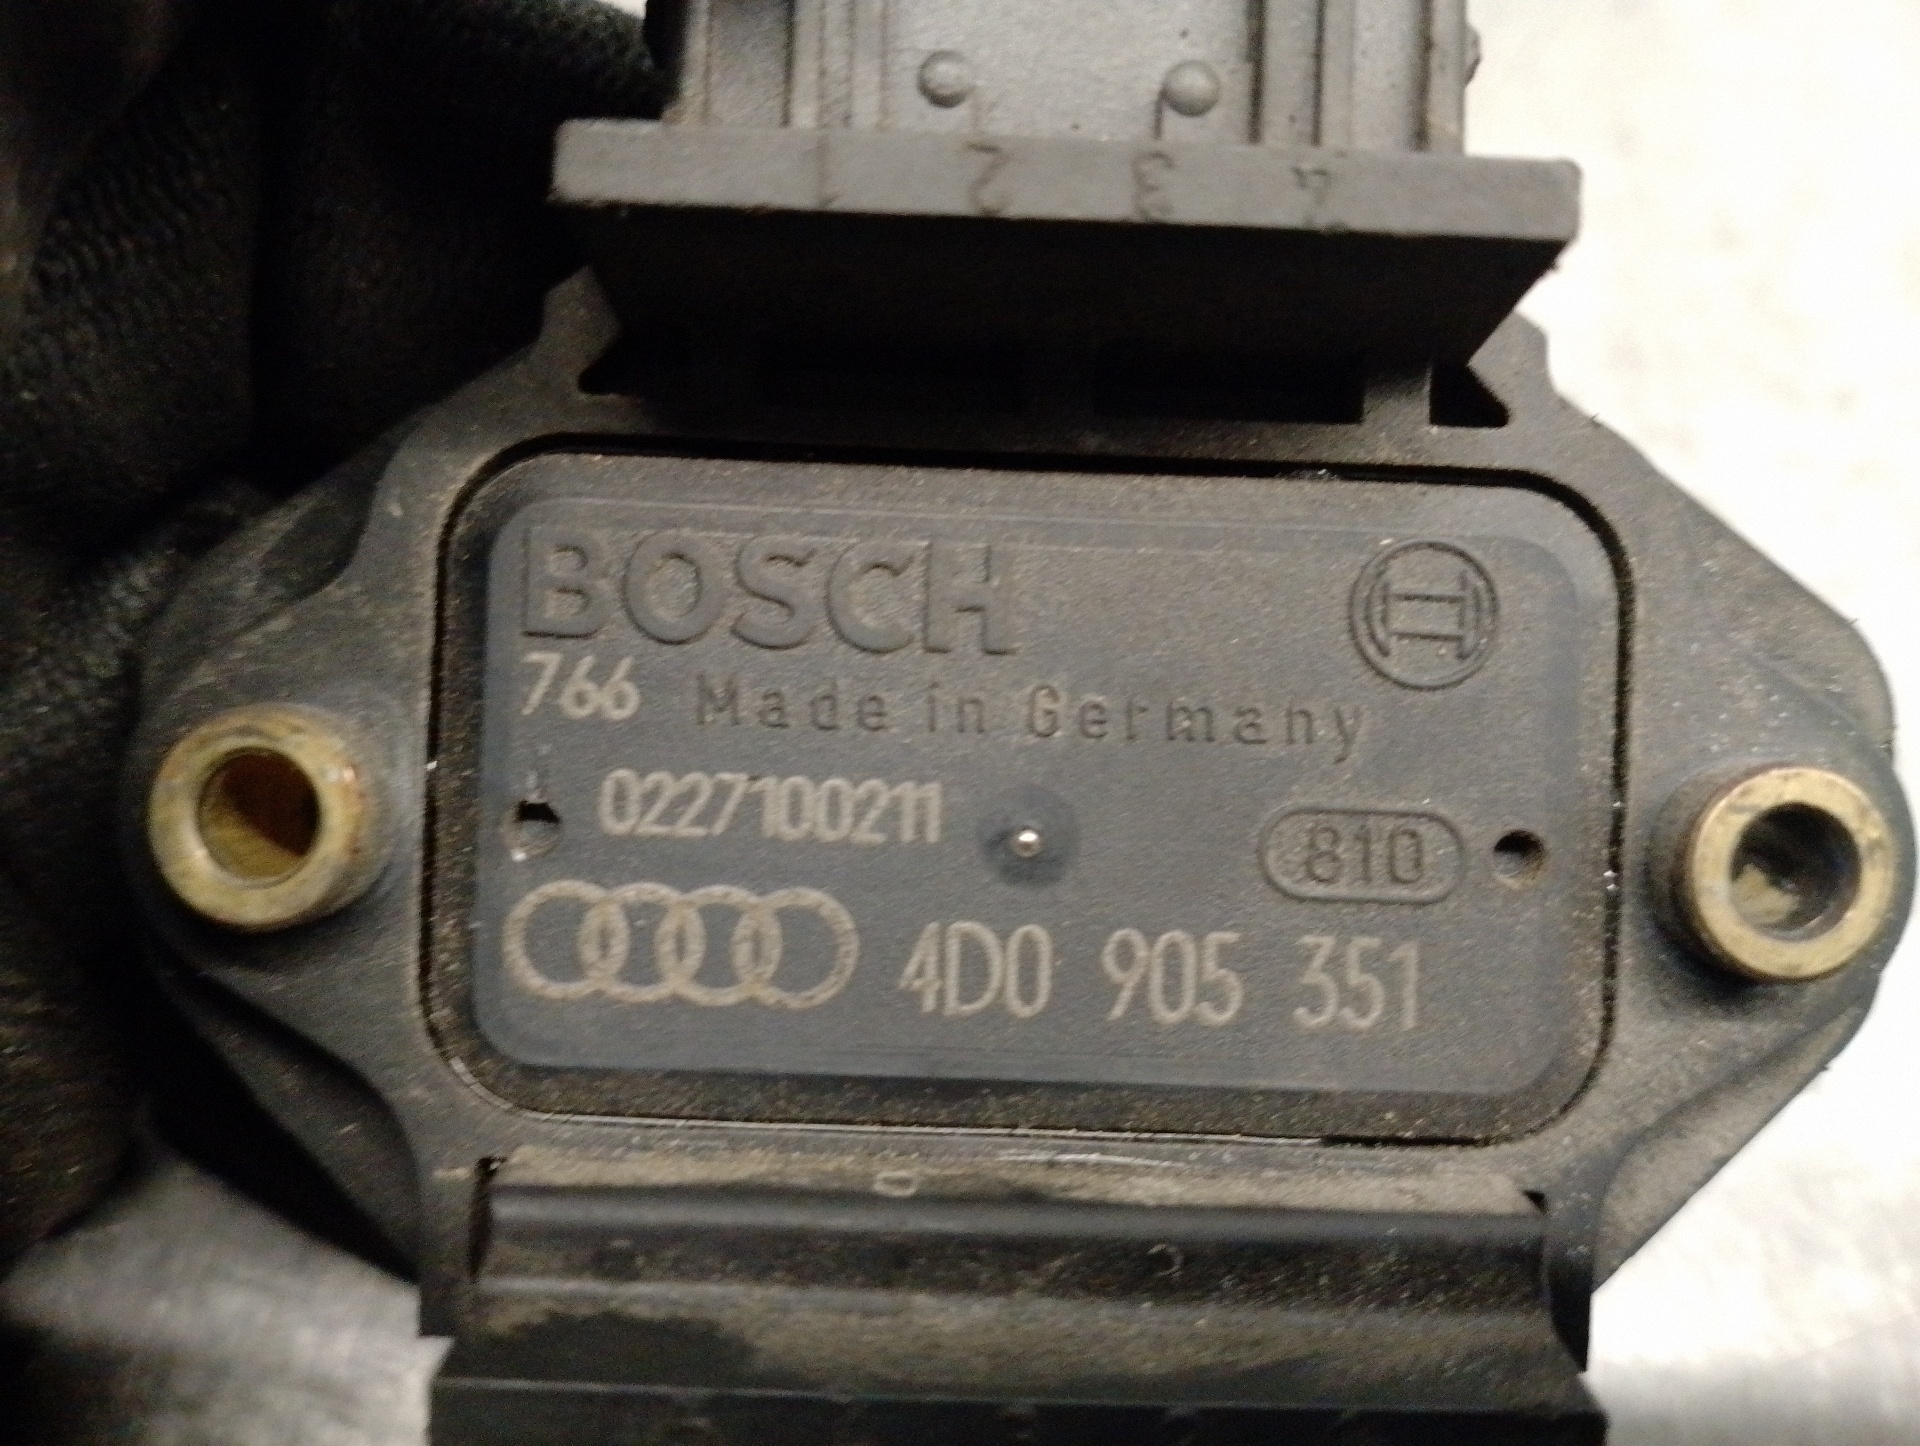 1 2 3 4
BOSCH
766 Made in Germany
0227100211
810
4D0 905 351